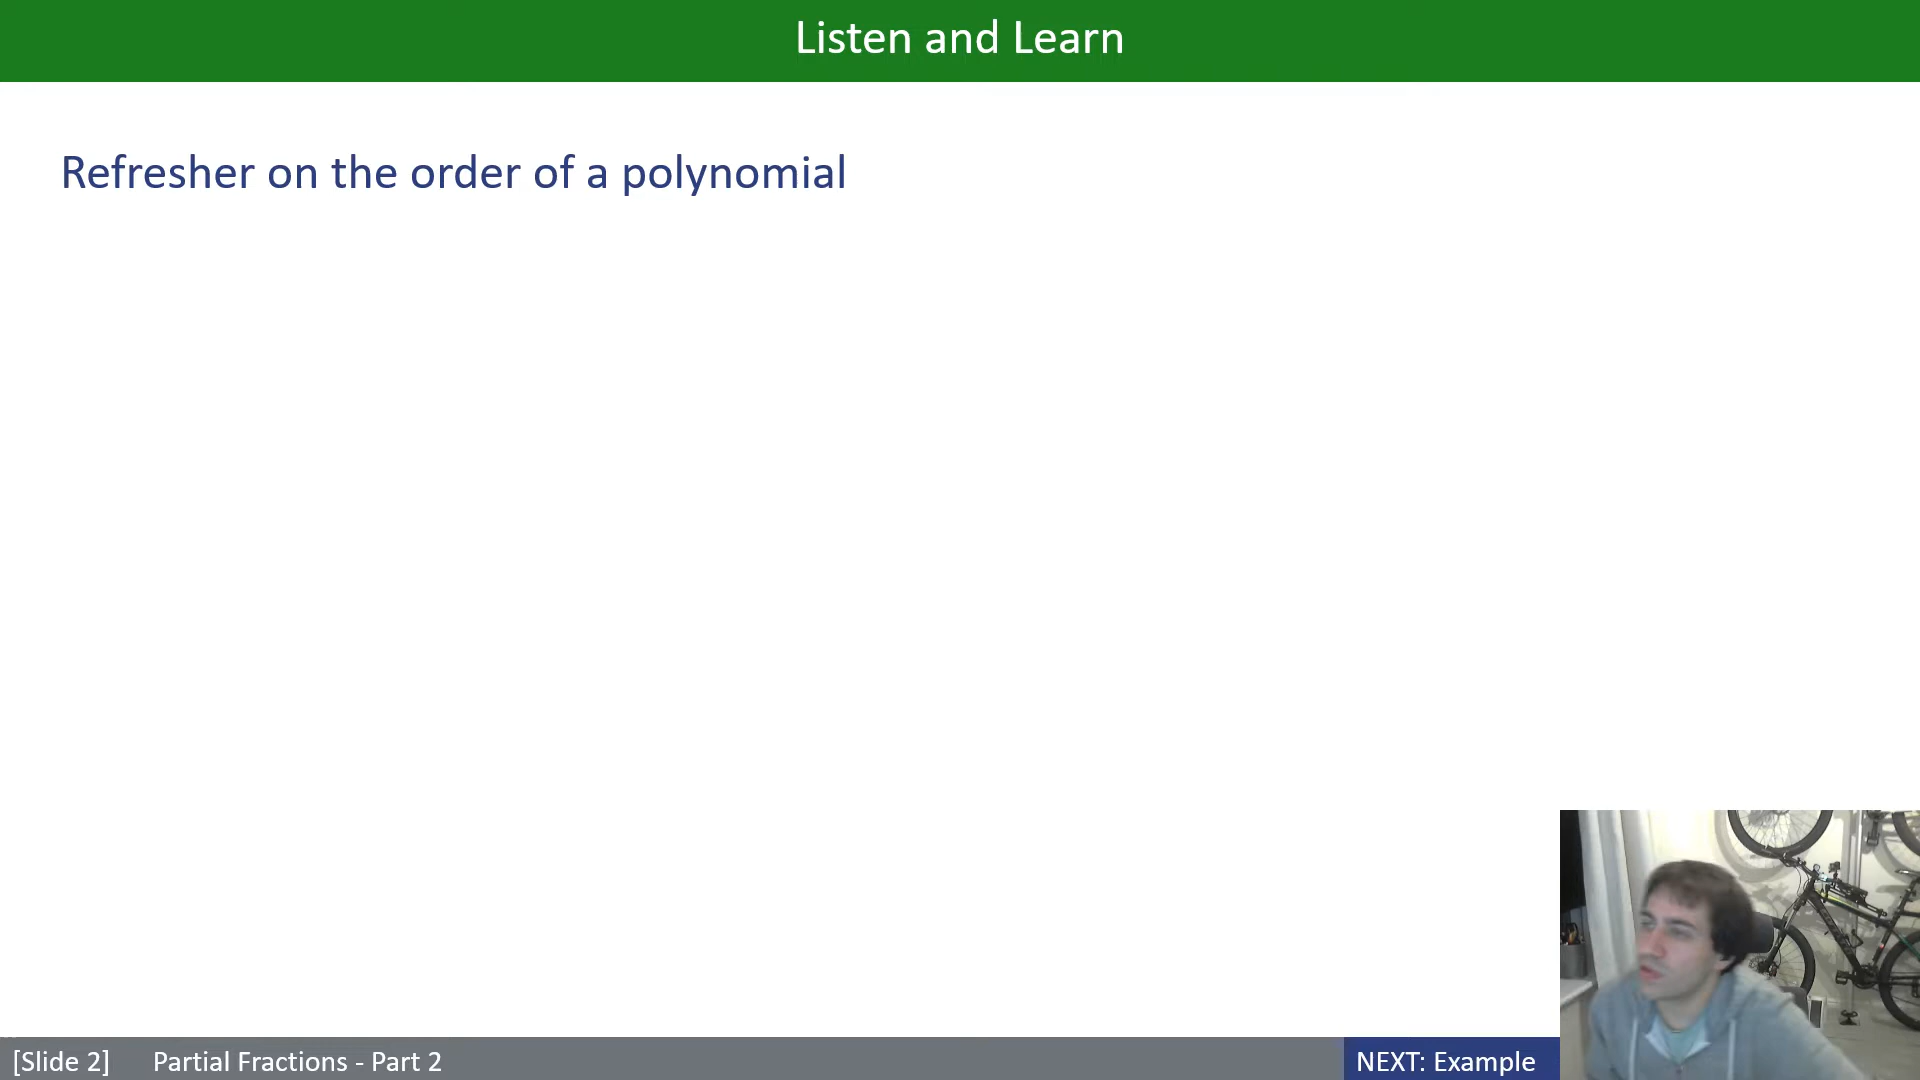 Listen and Learn
Refresher on the order of a polynomial
[Slide 2] Partial Fractions - Part 2 NEXT: Example